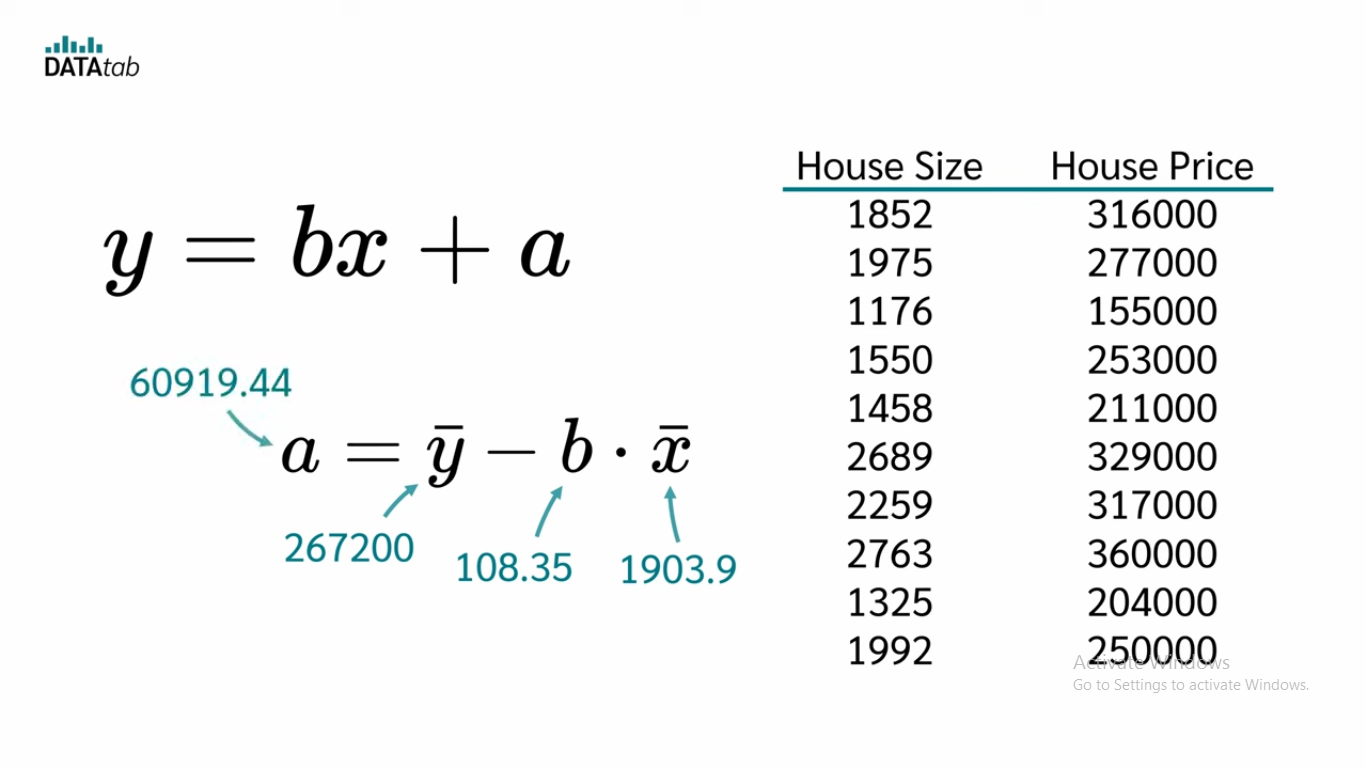 DATAtab
y = bx + a
60919.44
a = ȳ − b · x̄
267200
108.35
1903.9
House Size House Price
1852 316000
1975 277000
1176 155000
1550 253000
1458 211000
2689 329000
2259 317000
2763 360000
1325 204000
1992 250000
Activate Windows
Go to Settings to activate Windows.